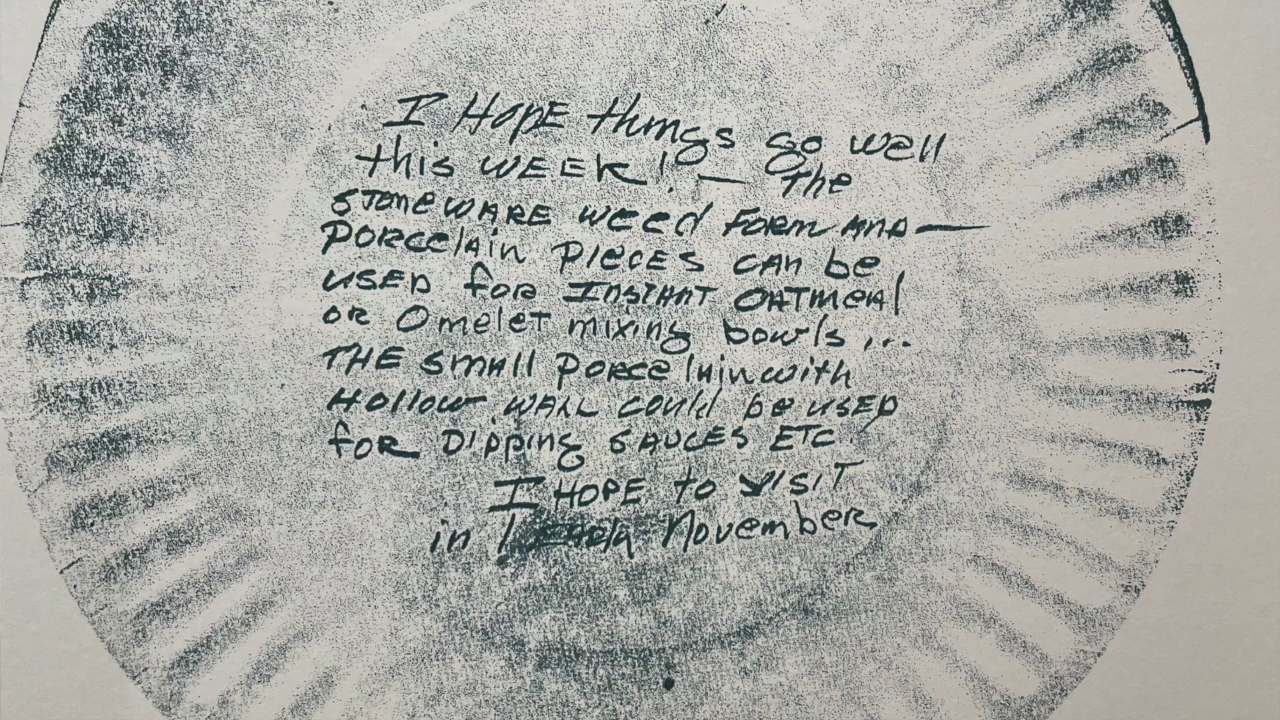 I HopE things go well
this WEEK! — The
STONEWARE weed FORM AND —
PORCElAin PIECES CAN be
USED foR INSTANT OATMEAl
oR OmeleT mixing bowls ...
THE Small PoRcelain with
Hollow WALL could be USED
foR Dipping SAUCES ETC.
I HOPE to VISIT
in November